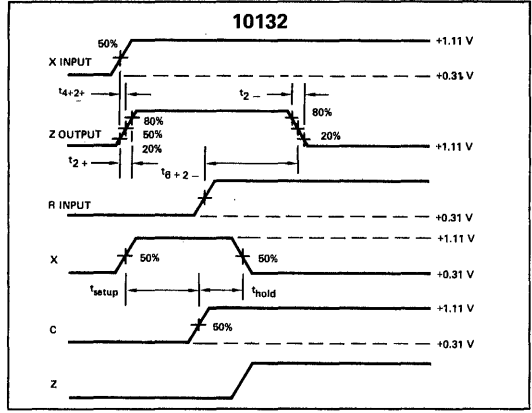 10132
50%
+1.11 V
X INPUT
+0.31 V
t4+2+
t2 –
80%
80%
Z OUTPUT
50%
20%
20%
+1.11 V
t2 +
t6 + 2 –
R INPUT
+0.31 V
+1.11 V
X
50%
50%
+0.31 V
tsetup
thold
+1.11 V
50%
C
+0.31 V
Z